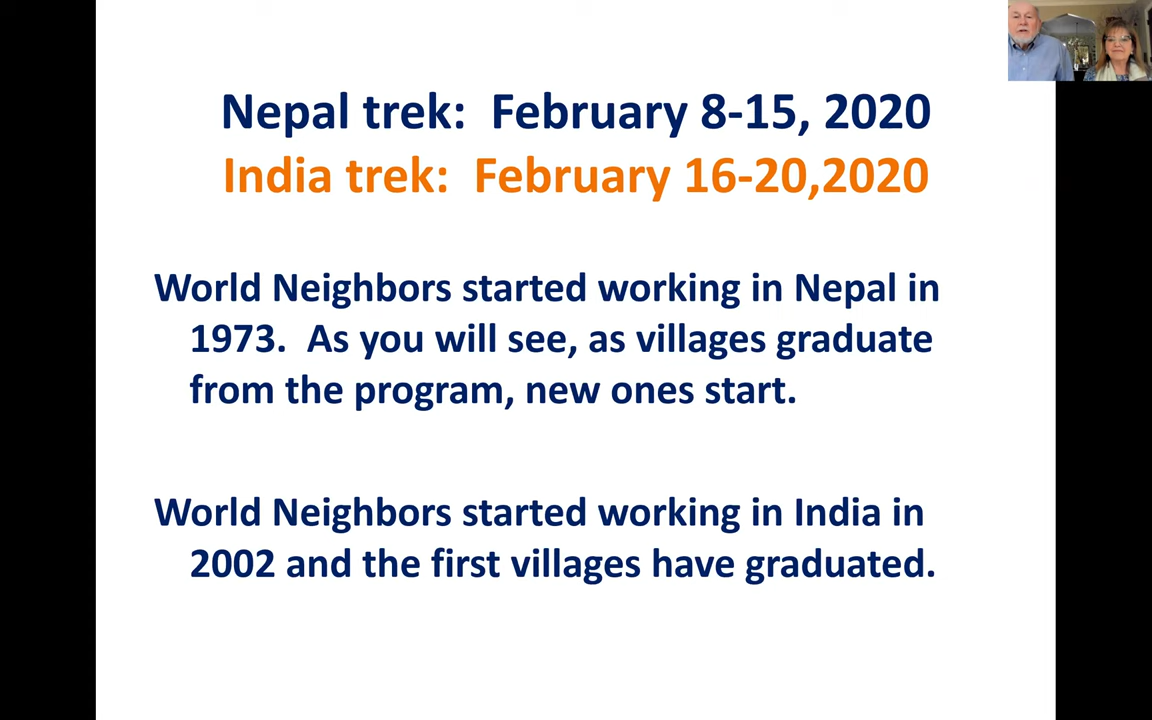 Nepal trek:  February 8-15, 2020
India trek:  February 16-20,2020
World Neighbors started working in Nepal in
1973.  As you will see, as villages graduate
from the program, new ones start.
World Neighbors started working in India in
2002 and the first villages have graduated.